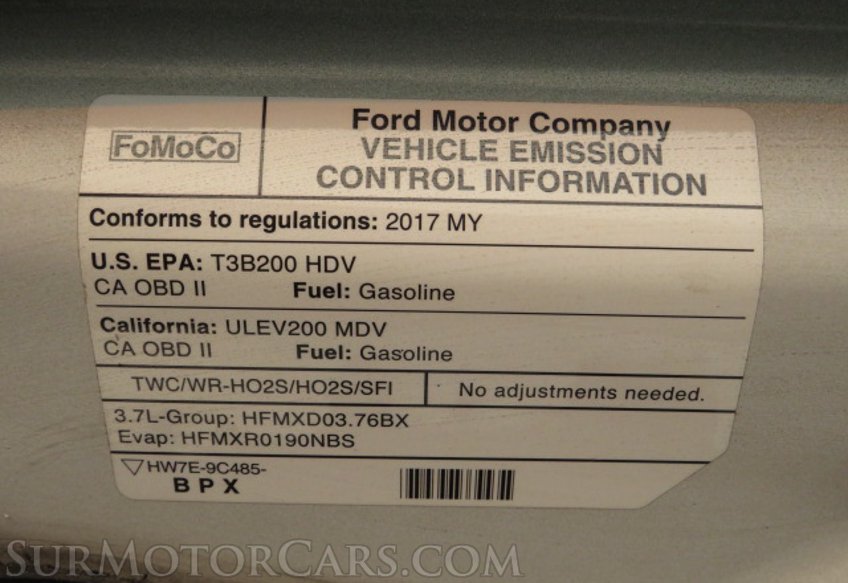 FoMoCo
Ford Motor Company
VEHICLE EMISSION
CONTROL INFORMATION
Conforms to regulations: 2017 MY
U.S. EPA: T3B200 HDV
CA OBD II Fuel: Gasoline
California: ULEV200 MDV
CA OBD II Fuel: Gasoline
TWC/WR-HO2S/HO2S/SFI
No adjustments needed.
3.7L-Group: HFMXD03.76BX
Evap: HFMXR0190NBS
HW7E-9C485-
BPX
SURMOTORCARS.COM